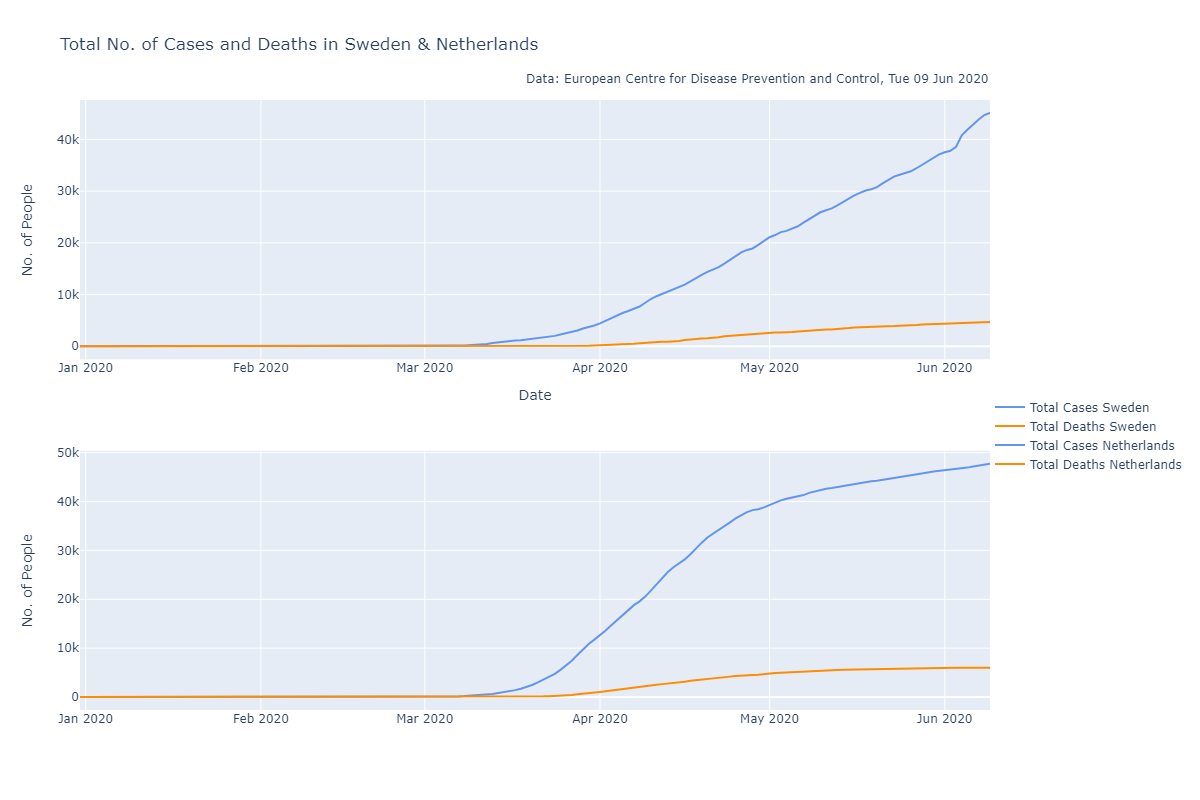 Total No. of Cases and Deaths in Sweden & Netherlands
Data: European Centre for Disease Prevention and Control, Tue 09 Jun 2020
No. of People
40k
30k
20k
10k
0
Jan 2020 Feb 2020 Mar 2020 Apr 2020 May 2020 Jun 2020
Date
Total Cases Sweden
Total Deaths Sweden
Total Cases Netherlands
Total Deaths Netherlands
No. of People
50k
40k
30k
20k
10k
0
Jan 2020 Feb 2020 Mar 2020 Apr 2020 May 2020 Jun 2020